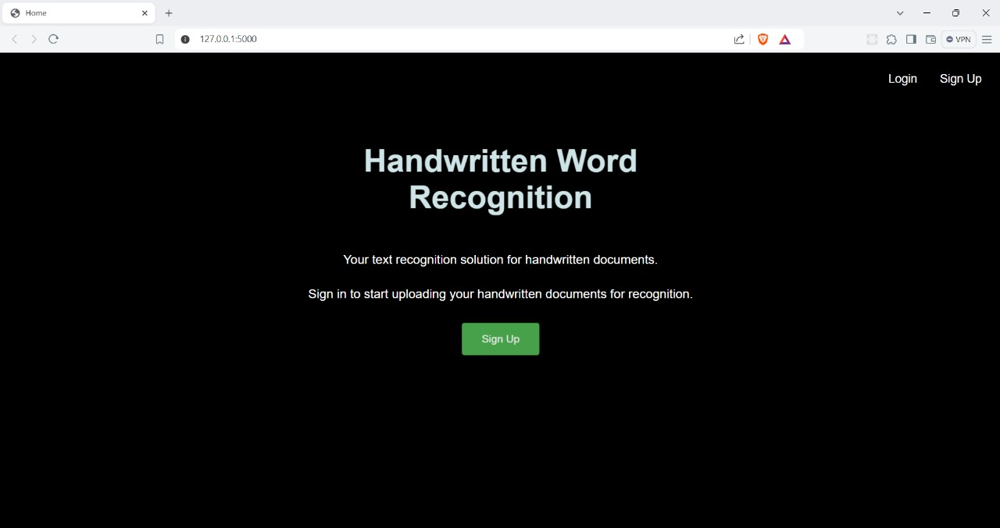 Home
127.0.0.1:5000
VPN
Login Sign Up
Handwritten Word
Recognition
Your text recognition solution for handwritten documents.
Sign in to start uploading your handwritten documents for recognition.
Sign Up